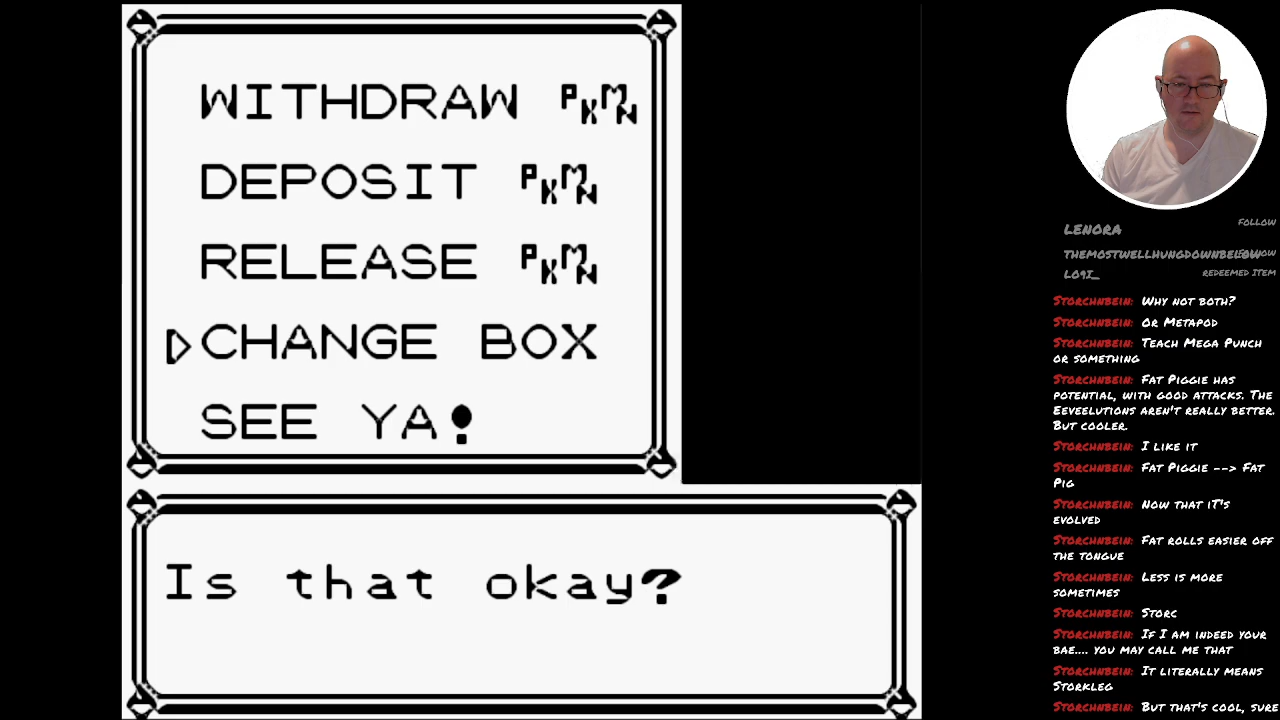 WITHDRAW PKMN
DEPOSIT PKMN
RELEASE PKMN
CHANGE BOX
SEE YA!
Is that okay?
LENORA FOLLOW
THEMOSTWELLHUNGDOWNBELOW
LO9I_ REDEEMED ITEM
STORCHNBEIN: WHY NOT BOTH?
STORCHNBEIN: OR METAPOD
STORCHNBEIN: TEACH MEGA PUNCH
OR SOMETHING
STORCHNBEIN: FAT PIGGIE HAS
POTENTIAL, WITH GOOD ATTACKS. THE
EEVEELUTIONS AREN'T REALLY BETTER.
BUT COOLER.
STORCHNBEIN: I LIKE IT
STORCHNBEIN: FAT PIGGIE --> FAT
PIG
STORCHNBEIN: NOW THAT IT'S
EVOLVED
STORCHNBEIN: FAT ROLLS EASIER OFF
THE TONGUE
STORCHNBEIN: LESS IS MORE
SOMETIMES
STORCHNBEIN: STORC
STORCHNBEIN: IF I AM INDEED YOUR
BAE.... YOU MAY CALL ME THAT
STORCHNBEIN: IT LITERALLY MEANS
STORKLEG
STORCHNBEIN: BUT THAT'S COOL, SURE